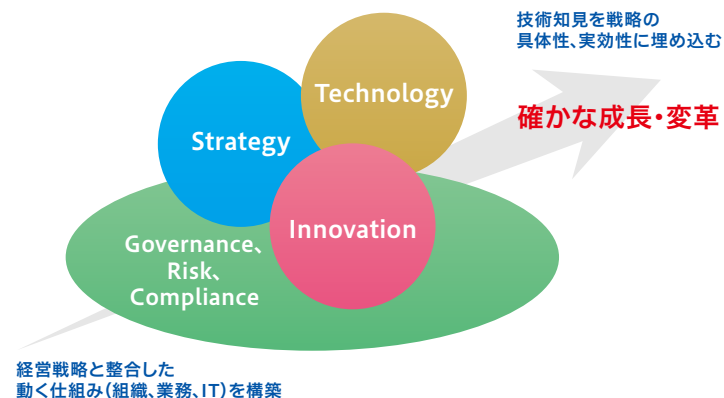 技術知見を戦略の
具体性、実効性に埋め込む
確かな成長・変革
Technology
Strategy
Innovation
Governance、
Risk、
Compliance
経営戦略と整合した
動く仕組み(組織、業務、IT)を構築